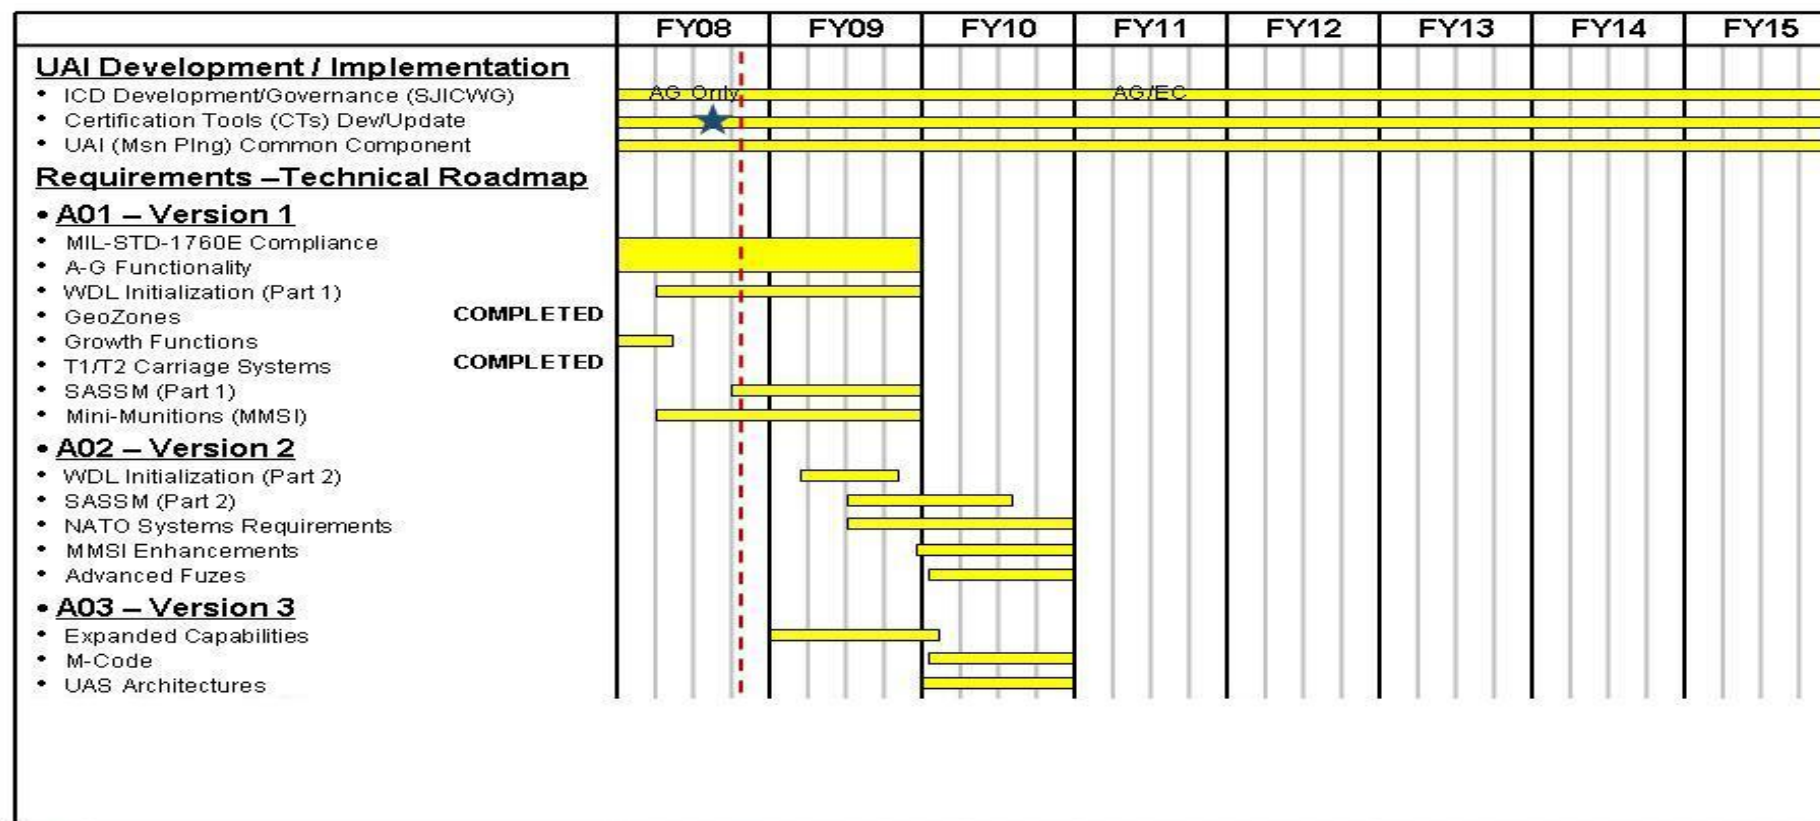 FY08 FY09 FY10 FY11 FY12 FY13 FY14 FY15
UAI Development / Implementation
• ICD Development/Governance (SJICWG) AG Only AG/EC
• Certification Tools (CTs) Dev/Update
• UAI (Msn Plng) Common Component
Requirements –Technical Roadmap
• A01 – Version 1
• MIL-STD-1760E Compliance
• A-G Functionality
• WDL Initialization (Part 1)
• GeoZones COMPLETED
• Growth Functions
• T1/T2 Carriage Systems COMPLETED
• SASSM (Part 1)
• Mini-Munitions (MMSI)
• A02 – Version 2
• WDL Initialization (Part 2)
• SASSM (Part 2)
• NATO Systems Requirements
• MMSI Enhancements
• Advanced Fuzes
• A03 – Version 3
• Expanded Capabilities
• M-Code
• UAS Architectures